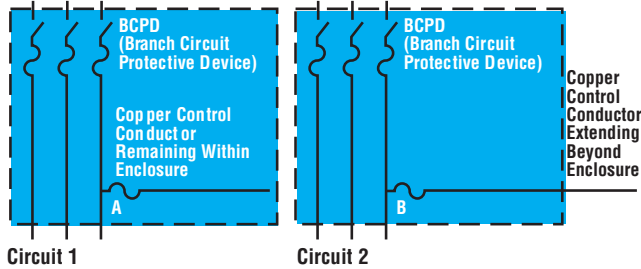 BCPD
(Branch Circuit
Protective Device)
Copper Control
Conductor
Remaining Within
Enclosure
A
Circuit 1
BCPD
(Branch Circuit
Protective Device)
Copper
Control
Conductor
Extending
Beyond
Enclosure
B
Circuit 2